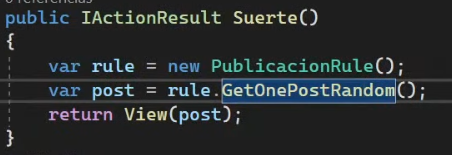 public IActionResult Suerte()
{
    var rule = new PublicacionRule();
    var post = rule.GetOnePostRandom();
    return View(post);
}